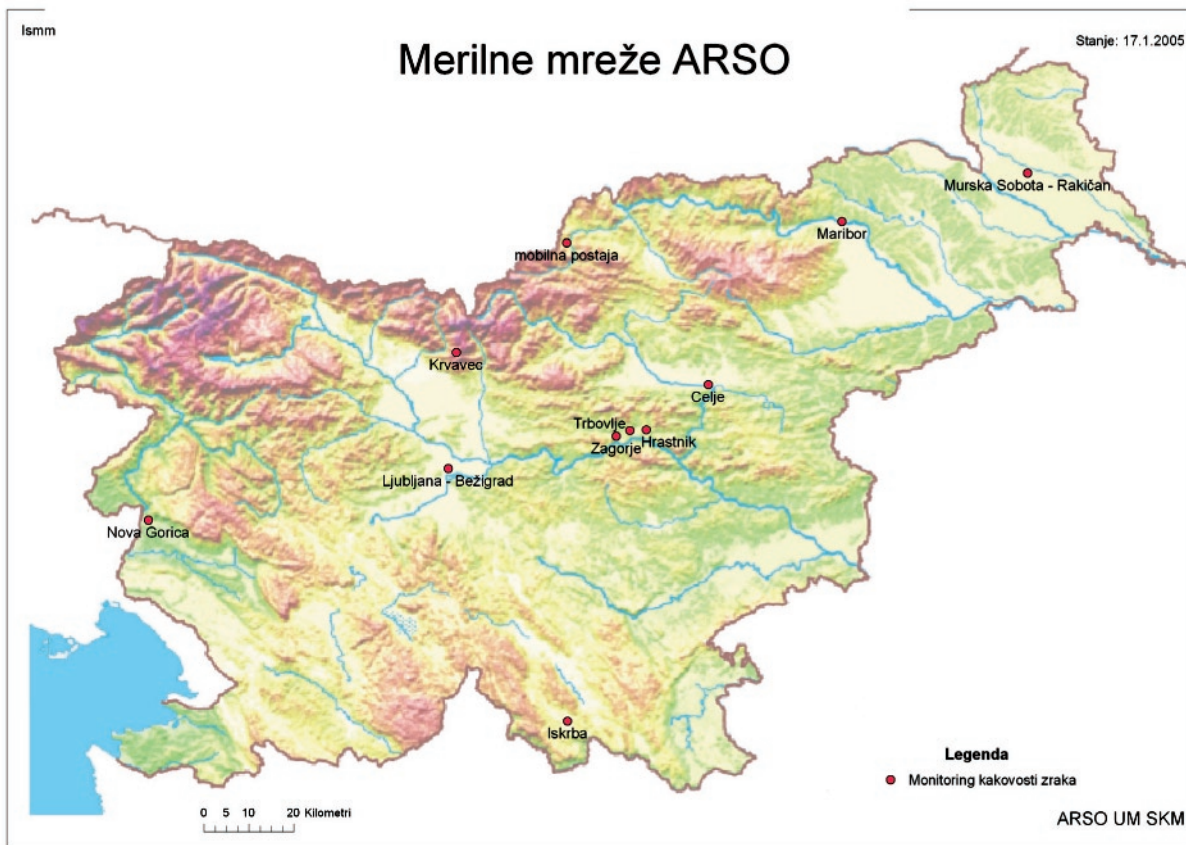 lsmm
Stanje: 17.1.2005
Merilne mreže ARSO
Murska Sobota - Rakičan
Maribor
mobilna postaja
Krvavec
Celje
Trbovlje
Zagorje
Hrastnik
Ljubljana - Bežigrad
Nova Gorica
Iskrba
Legenda
Monitoring kakovosti zraka
0 5 10 20 Kilometri
ARSO UM SKM